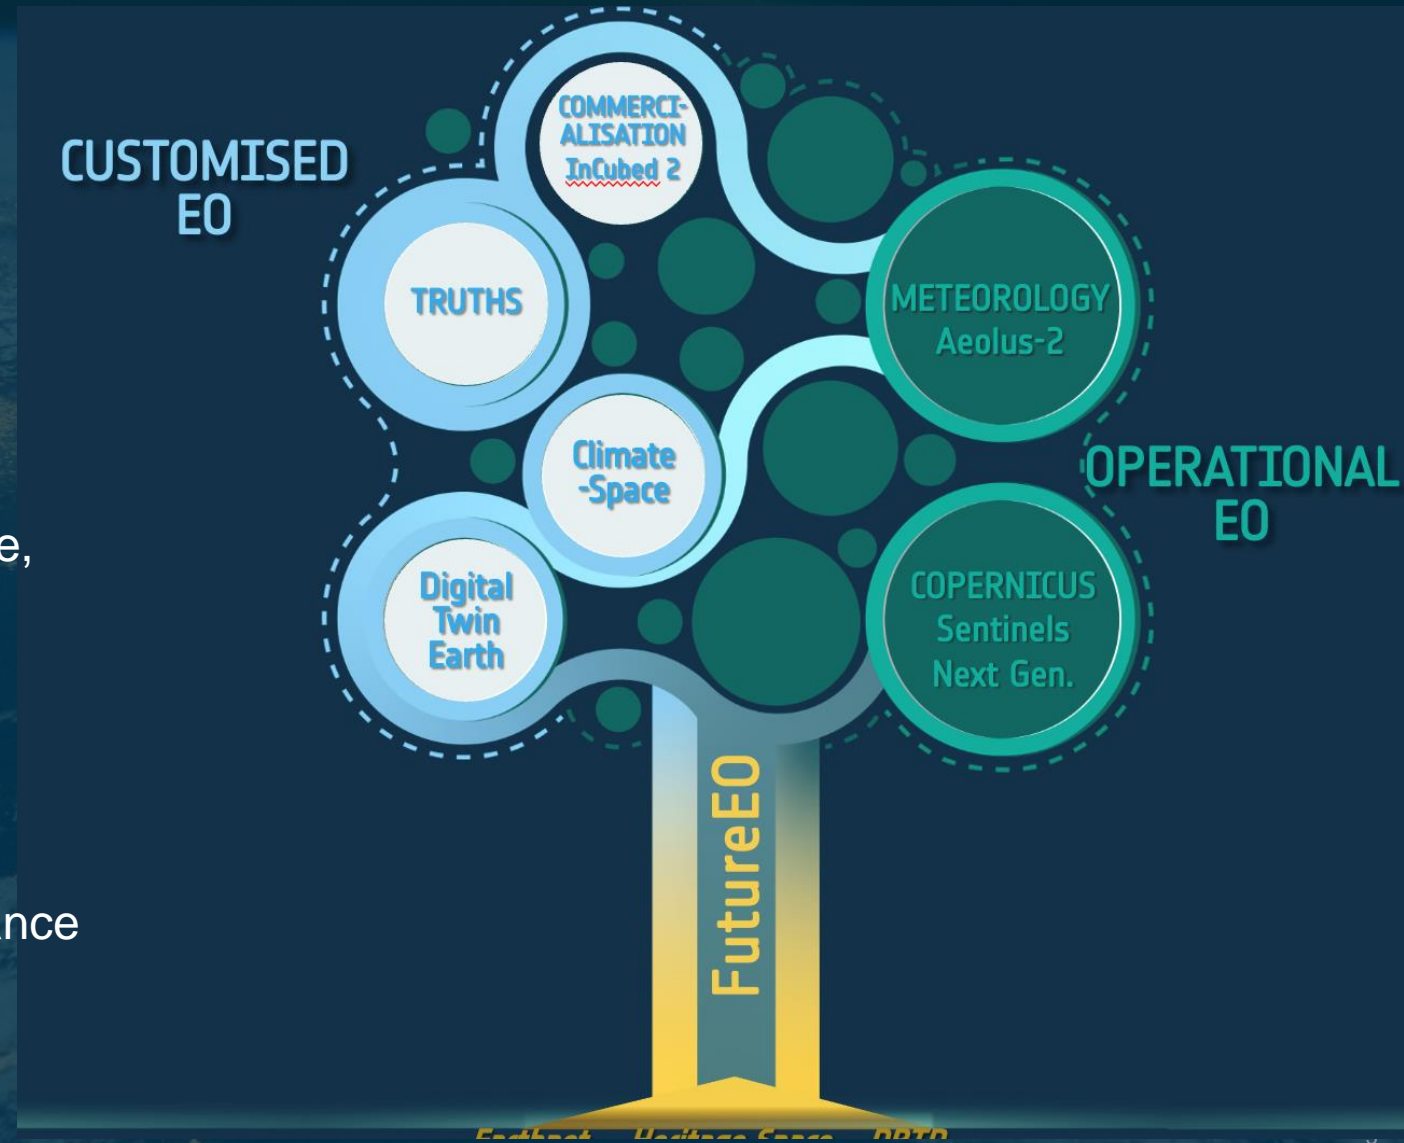 CUSTOMISED
EO
COMMERCI-
ALISATION
InCubed 2
TRUTHS
METEOROLOGY
Aeolus-2
Climate
-Space
OPERATIONAL
EO
e,
Digital
Twin
Earth
COPERNICUS
Sentinels
Next Gen.
FutureEO
ance